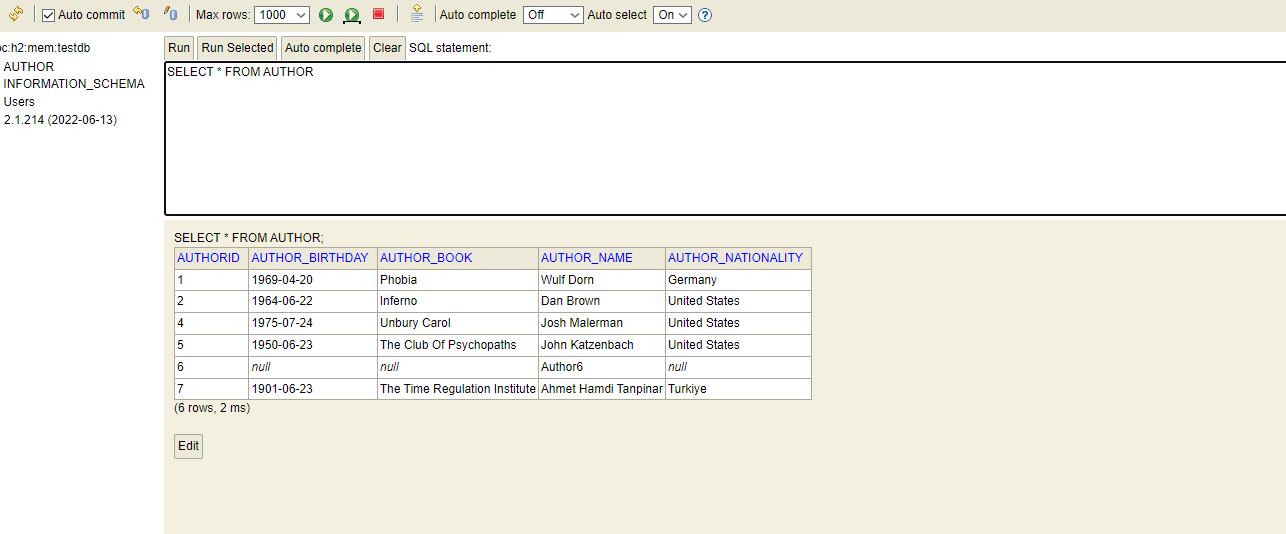 Auto commit Max rows: 1000 Auto complete Off Auto select On ?
oc:h2:mem:testdb
AUTHOR
INFORMATION_SCHEMA
Users
2.1.214 (2022-06-13)
Run Run Selected Auto complete Clear SQL statement:
SELECT * FROM AUTHOR
SELECT * FROM AUTHOR;
AUTHORID AUTHOR_BIRTHDAY AUTHOR_BOOK AUTHOR_NAME AUTHOR_NATIONALITY
1 1969-04-20 Phobia Wulf Dorn Germany
2 1964-06-22 Inferno Dan Brown United States
4 1975-07-24 Unbury Carol Josh Malerman United States
5 1950-06-23 The Club Of Psychopaths John Katzenbach United States
6 null null Author6 null
7 1901-06-23 The Time Regulation Institute Ahmet Hamdi Tanpinar Turkiye
(6 rows, 2 ms)
Edit